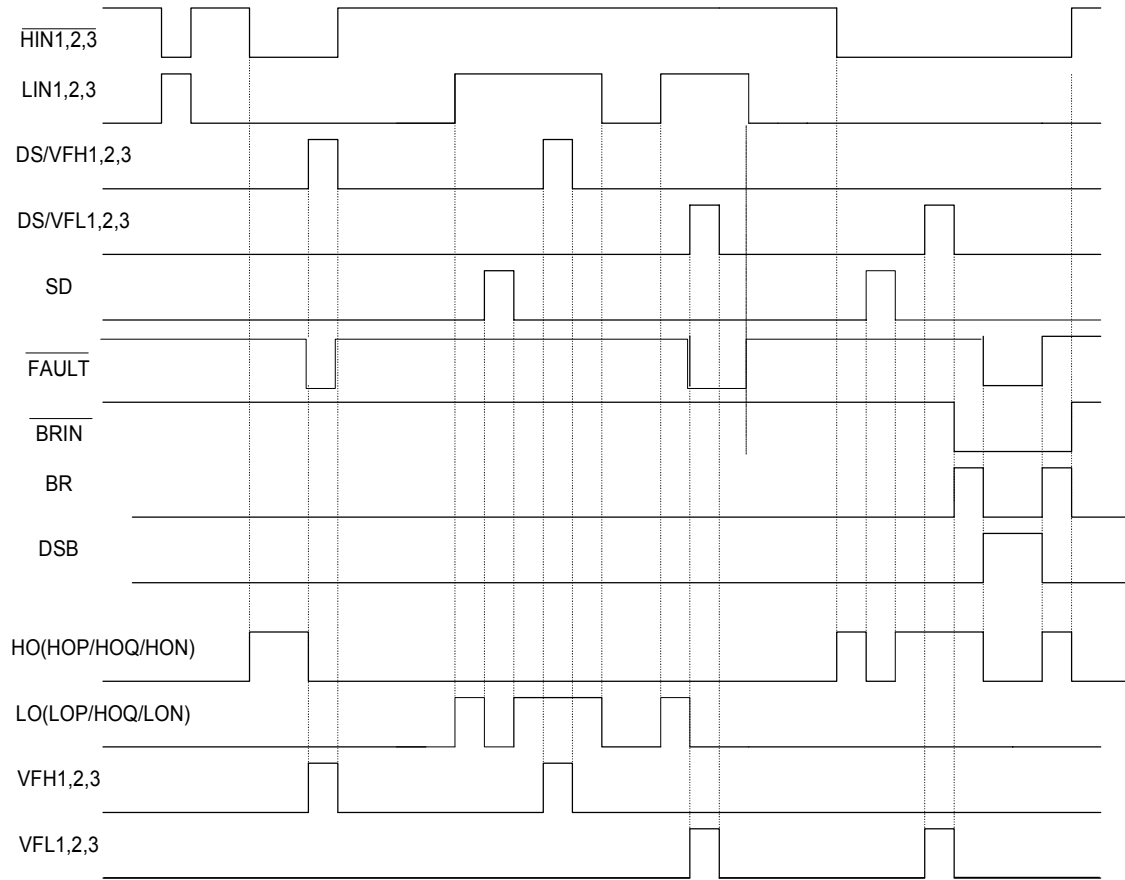 HIN1,2,3
LIN1,2,3
DS/VFH1,2,3
DS/VFL1,2,3
SD
FAULT
BRIN
BR
DSB
HO(HOP/HOQ/HON)
LO(LOP/HOQ/LON)
VFH1,2,3
VFL1,2,3